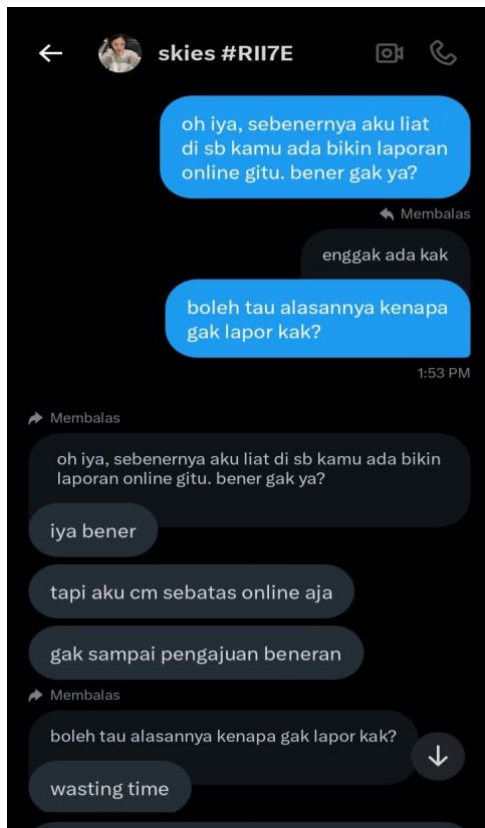 skies #RII7E
oh iya, sebenernya aku liat
di sb kamu ada bikin laporan
online gitu. bener gak ya?
Membalas
enggak ada kak
boleh tau alasannya kenapa
gak lapor kak?
1:53 PM
Membalas
oh iya, sebenernya aku liat di sb kamu ada bikin
laporan online gitu. bener gak ya?
iya bener
tapi aku cm sebatas online aja
gak sampai pengajuan beneran
Membalas
boleh tau alasannya kenapa gak lapor kak?
wasting time